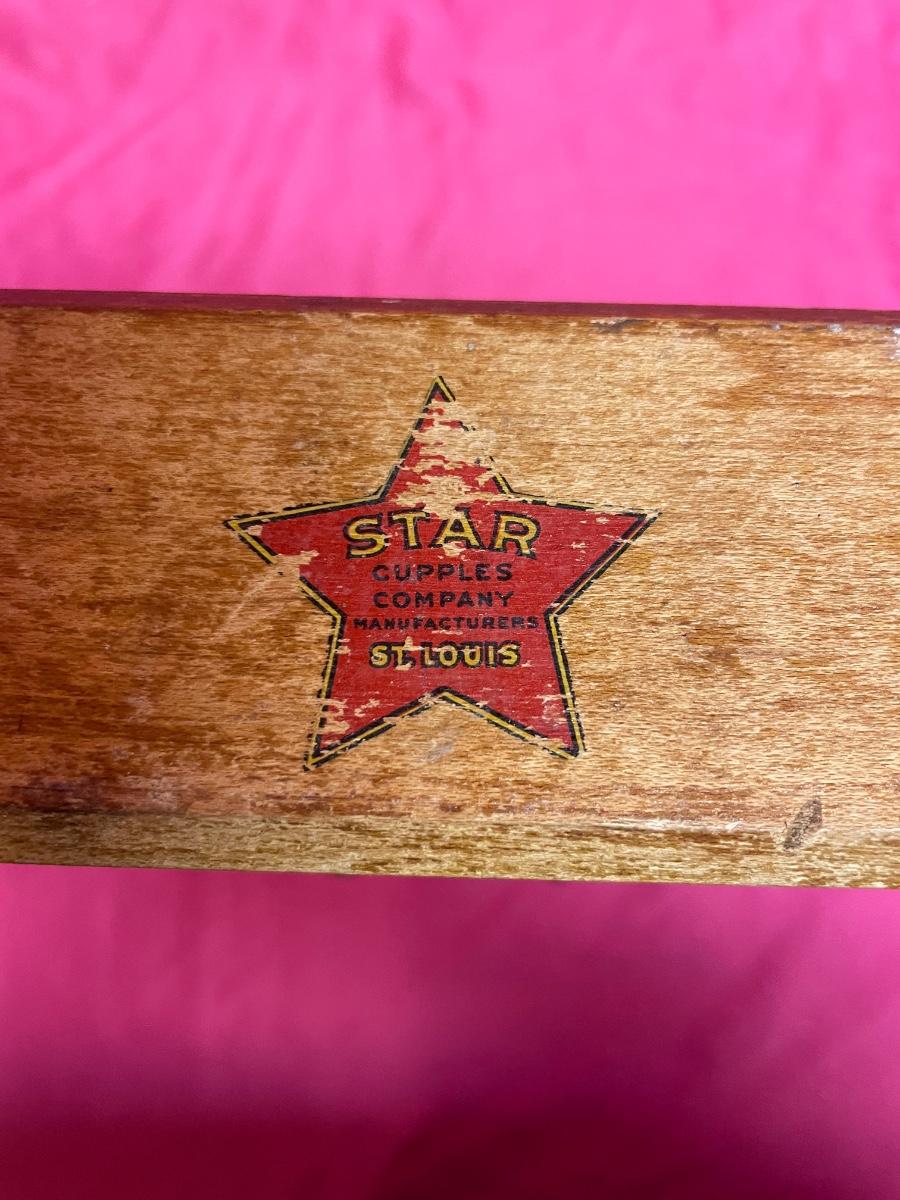 STAR
CUPPLES
COMPANY
MANUFACTURERS
ST. LOUIS